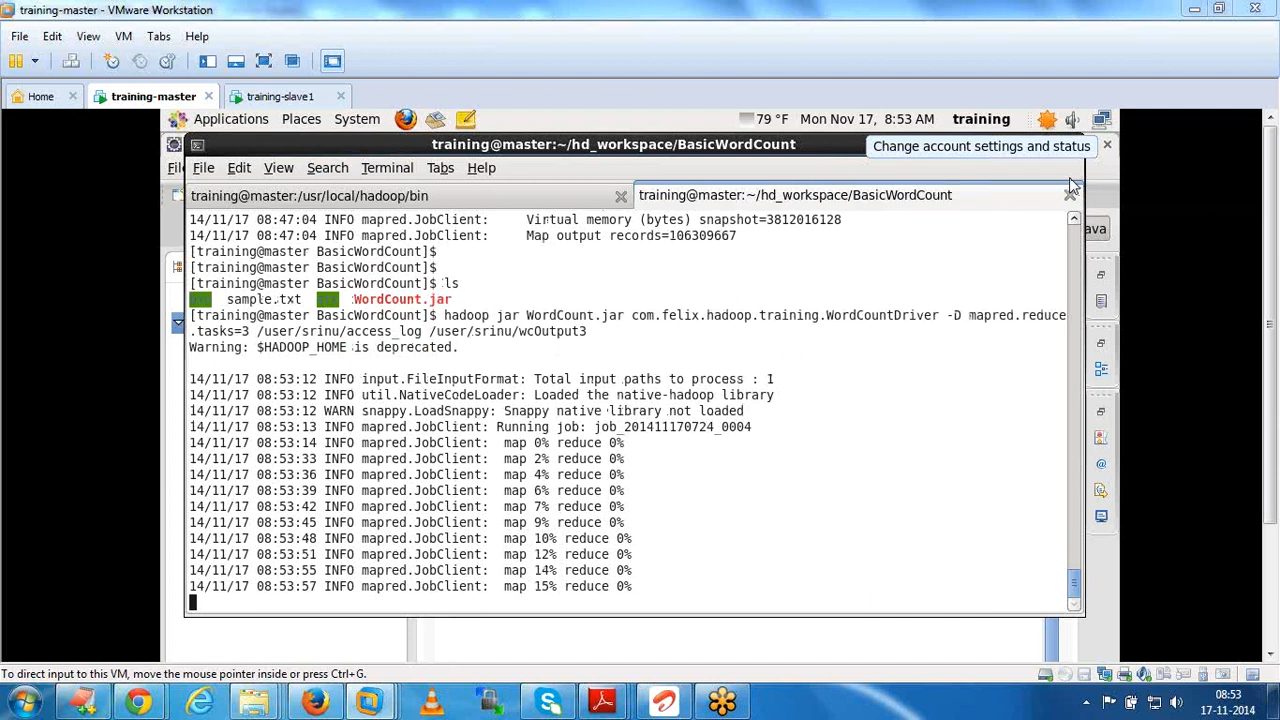 training-master - VMware Workstation
File Edit View VM Tabs Help
Home training-master training-slave1
Applications Places System 79 °F Mon Nov 17, 8:53 AM training
training@master:~/hd_workspace/BasicWordCount
Change account settings and status
File Edit View Search Terminal Tabs Help
training@master:/usr/local/hadoop/bin training@master:~/hd_workspace/BasicWordCount
14/11/17 08:47:04 INFO mapred.JobClient: Virtual memory (bytes) snapshot=3812016128
14/11/17 08:47:04 INFO mapred.JobClient: Map output records=106309667
[training@master BasicWordCount]$
[training@master BasicWordCount]$
[training@master BasicWordCount]$ ls
sample.txt WordCount.jar
[training@master BasicWordCount]$ hadoop jar WordCount.jar com.felix.hadoop.training.WordCountDriver -D mapred.reduce
.tasks=3 /user/srinu/access_log /user/srinu/wcOutput3
Warning: $HADOOP_HOME is deprecated.
14/11/17 08:53:12 INFO input.FileInputFormat: Total input paths to process : 1
14/11/17 08:53:12 INFO util.NativeCodeLoader: Loaded the native-hadoop library
14/11/17 08:53:12 WARN snappy.LoadSnappy: Snappy native library not loaded
14/11/17 08:53:13 INFO mapred.JobClient: Running job: job_201411170724_0004
14/11/17 08:53:14 INFO mapred.JobClient: map 0% reduce 0%
14/11/17 08:53:33 INFO mapred.JobClient: map 2% reduce 0%
14/11/17 08:53:36 INFO mapred.JobClient: map 4% reduce 0%
14/11/17 08:53:39 INFO mapred.JobClient: map 6% reduce 0%
14/11/17 08:53:42 INFO mapred.JobClient: map 7% reduce 0%
14/11/17 08:53:45 INFO mapred.JobClient: map 9% reduce 0%
14/11/17 08:53:48 INFO mapred.JobClient: map 10% reduce 0%
14/11/17 08:53:51 INFO mapred.JobClient: map 12% reduce 0%
14/11/17 08:53:55 INFO mapred.JobClient: map 14% reduce 0%
14/11/17 08:53:57 INFO mapred.JobClient: map 15% reduce 0%
To direct input to this VM, move the mouse pointer inside or press Ctrl+G.
08:53
17-11-2014